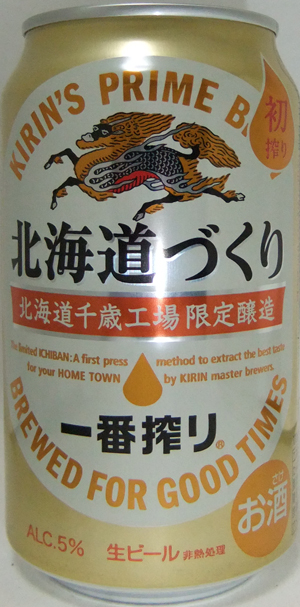 KIRIN'S PRIME B
初
搾り
北海道づくり
北海道千歳工場限定醸造
The limited ICHIBAN: A first press method to extract the best taste
for your HOME TOWN by KIRIN master brewers.
一番搾り®
BREWED FOR GOOD TIMES
さけ
お酒
ALC.5% 生ビール 非熱処理